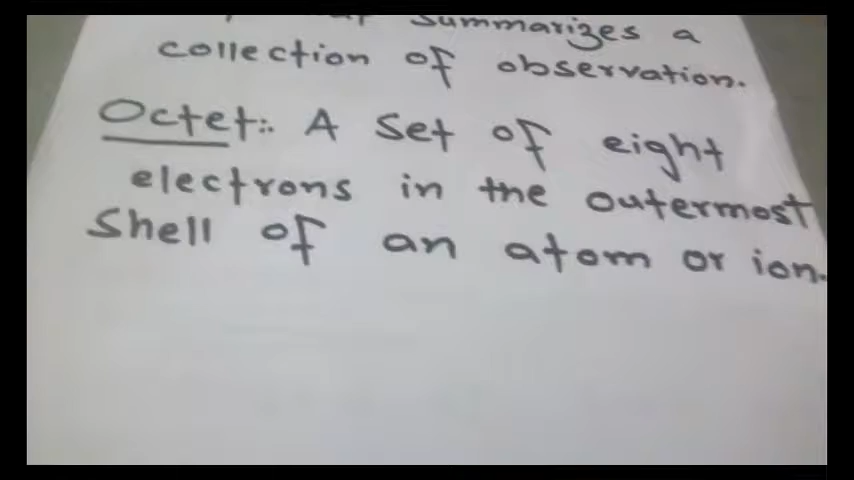 summarizes a
collection of observation.
Octet:. A Set of eight
electrons in the outermost
Shell of an atom or ion.